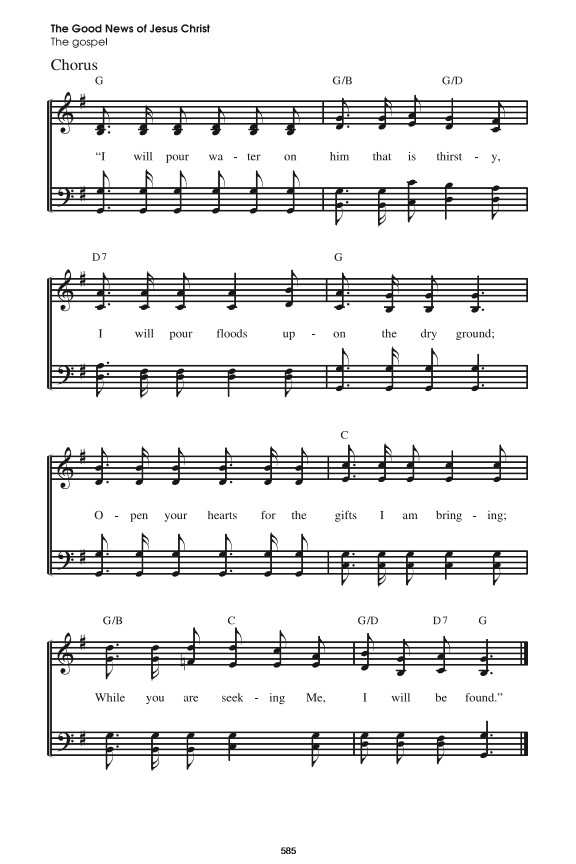 The Good News of Jesus Christ
The gospel
Chorus
G G/B G/D
“I will pour wa - ter on him that is thirst - y,
D7 G
I will pour floods up - on the dry ground;
C
O - pen your hearts for the gifts I am bring - ing;
G/B C G/D D7 G
While you are seek - ing Me, I will be found.”
585